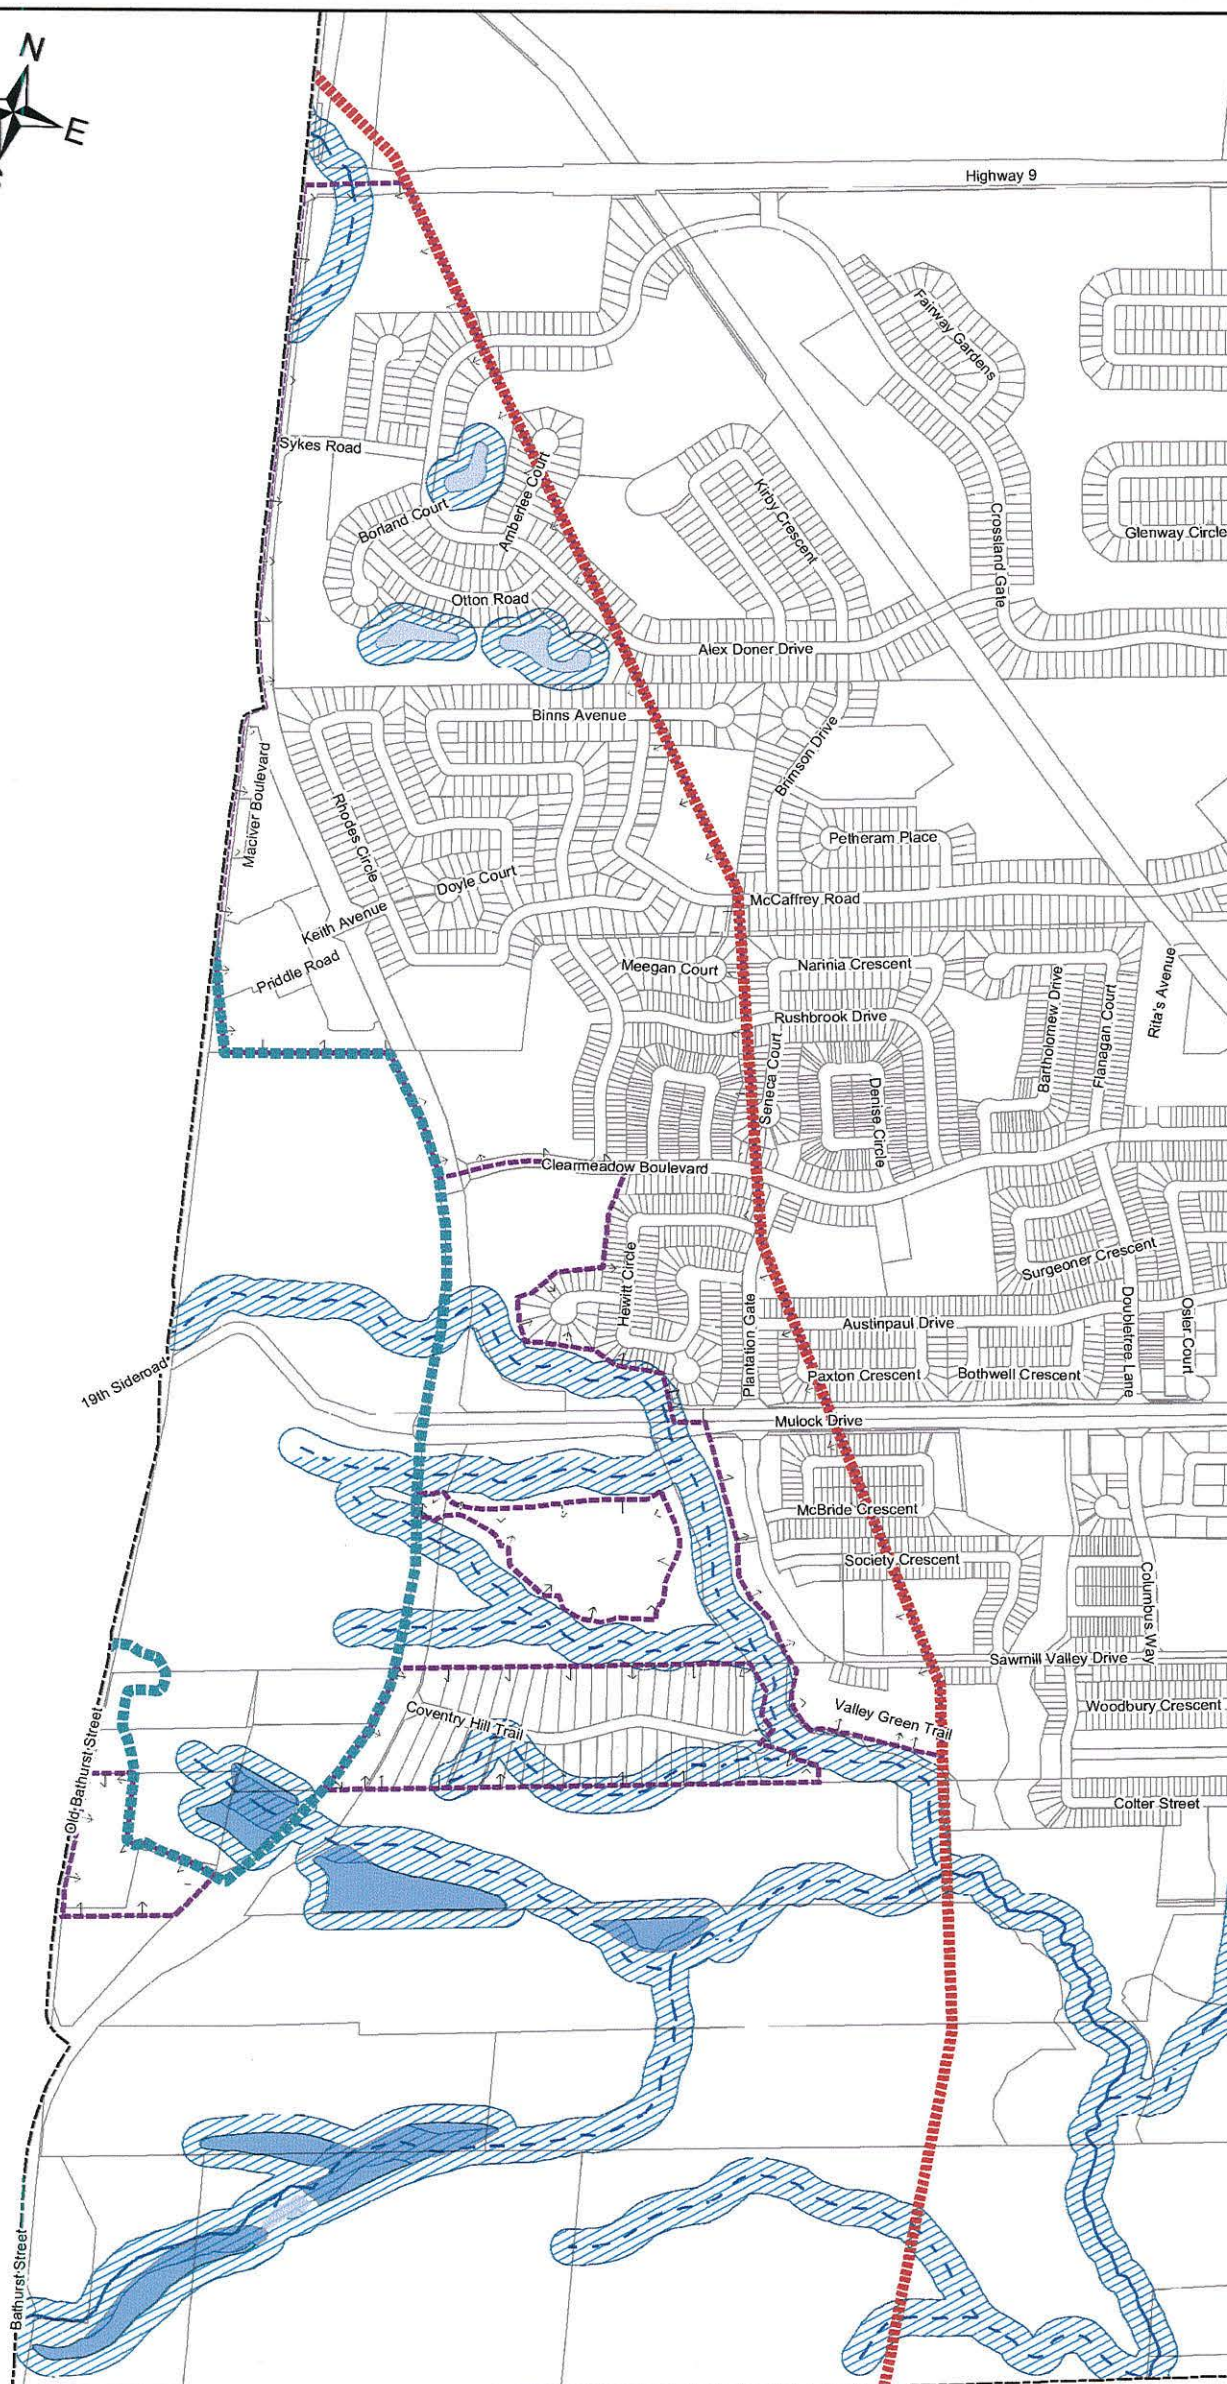 N
E
Highway 9
Fairway Gardens
Sykes Road
Kirby Crescent
Borland Court
Amberlee Court
Crossland Gate
Glenway Circle
Otton Road
Alex Doner Drive
Binns Avenue
Brimson Drive
Maciver Boulevard
Rhodes Circle
Petheram Place
Doyle Court
McCaffrey Road
Keith Avenue
Priddle Road
Meegan Court
Narinia Crescent
Rita's Avenue
Bartholomew Drive
Flanagan Court
Rushbrook Drive
Seneca Court
Denise Circle
Clearmeadow Boulevard
Hewitt Circle
Surgeoner Crescent
Plantation Gate
Austinpaul Drive
Doubletree Lane
Osler Court
19th Sideroad
Paxton Crescent
Bothwell Crescent
Mulock Drive
McBride Crescent
Society Crescent
Columbus Way
Sawmill Valley Drive
Old Bathurst Street
Coventry Hill Trail
Valley Green Trail
Woodbury Crescent
Colter Street
Bathurst Street